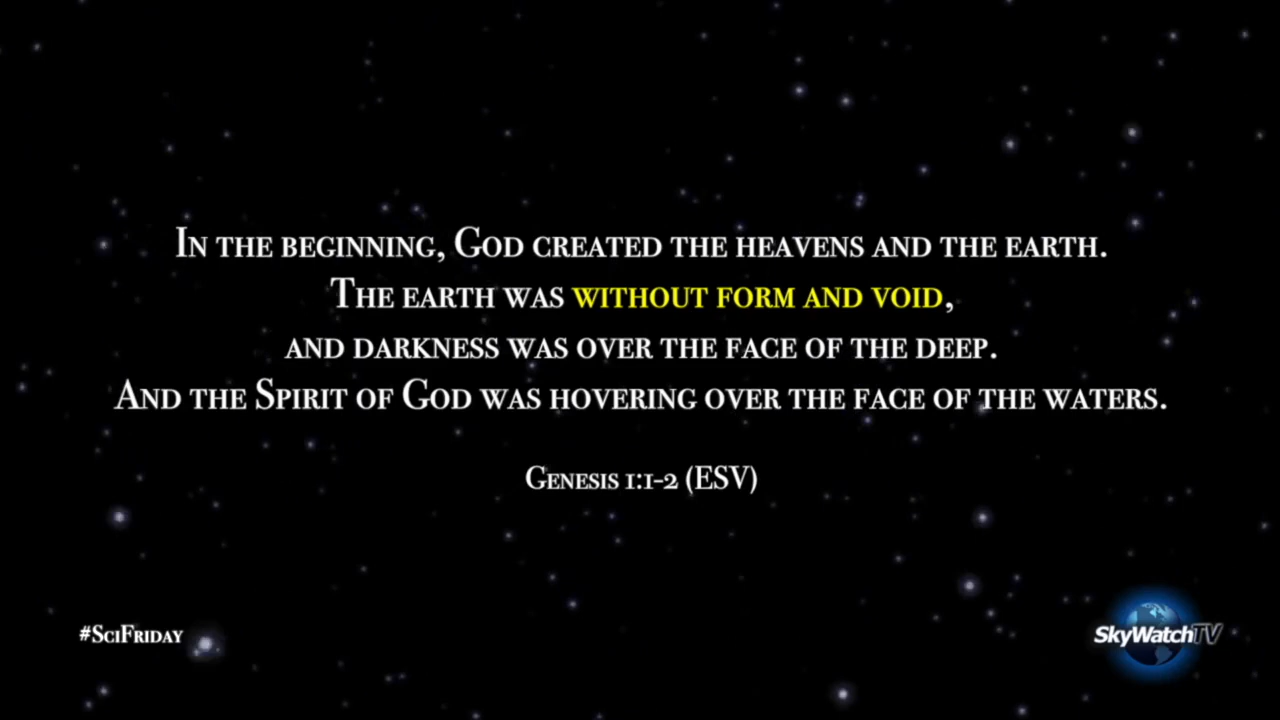 In the beginning, God created the heavens and the earth.
The earth was without form and void,
and darkness was over the face of the deep.
And the Spirit of God was hovering over the face of the waters.
Genesis 1:1-2 (ESV)
#SciFriday
SkyWatchTV